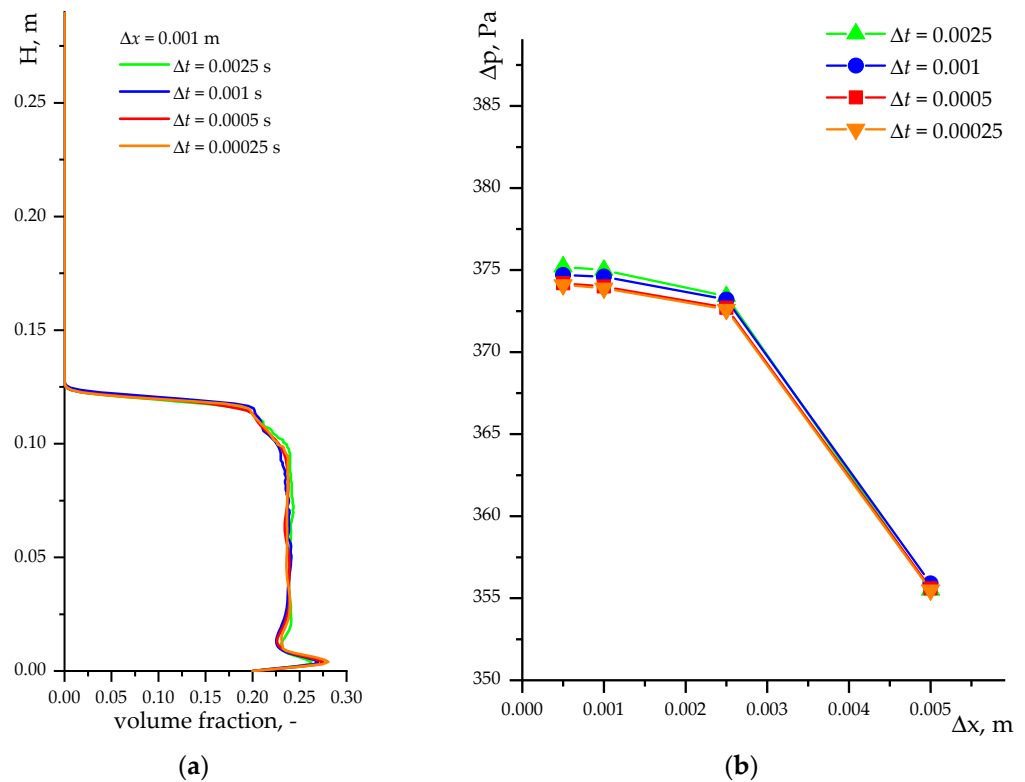 H, m
Δx = 0.001 m
Δt = 0.0025 s
Δt = 0.001 s
Δt = 0.0005 s
Δt = 0.00025 s
0.25
0.20
0.15
0.10
0.05
0.00
0.00 0.05 0.10 0.15 0.20 0.25 0.30
volume fraction, -
(a)
Δp, Pa
Δt = 0.0025
Δt = 0.001
Δt = 0.0005
Δt = 0.00025
385
380
375
370
365
360
355
350
0.000 0.001 0.002 0.003 0.004 0.005
Δx, m
(b)